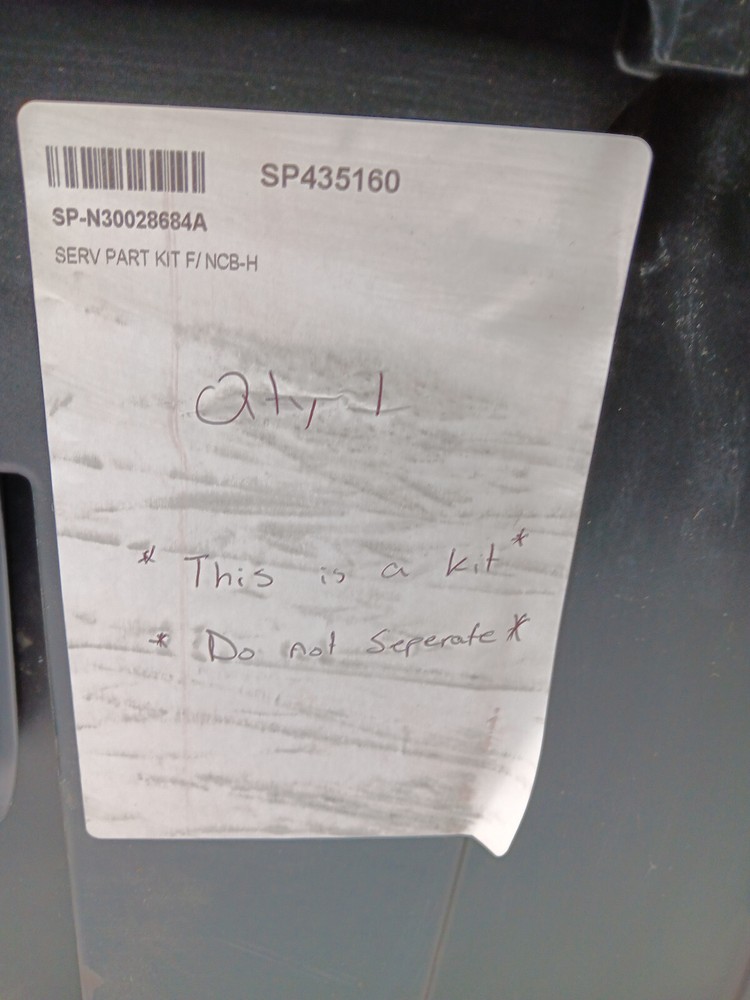 SP435160
SP-N30028684A
SERV PART KIT F/ NCB-H
Qty 1
* This is a kit *
* Do not Seperate *